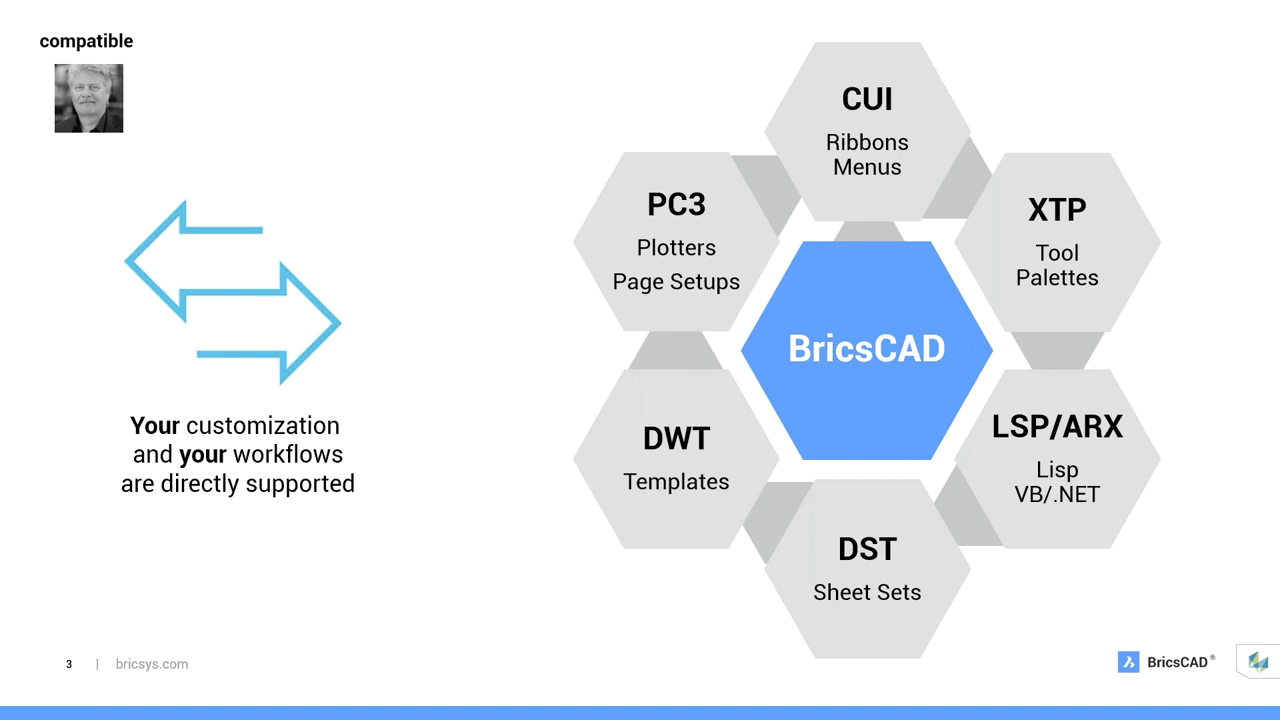 compatible
Your customization
and your workflows
are directly supported
CUI
Ribbons
Menus
PC3
Plotters
Page Setups
XTP
Tool
Palettes
BricsCAD
DWT
Templates
LSP/ARX
Lisp
VB/.NET
DST
Sheet Sets
3 | bricsys.com
BricsCAD®